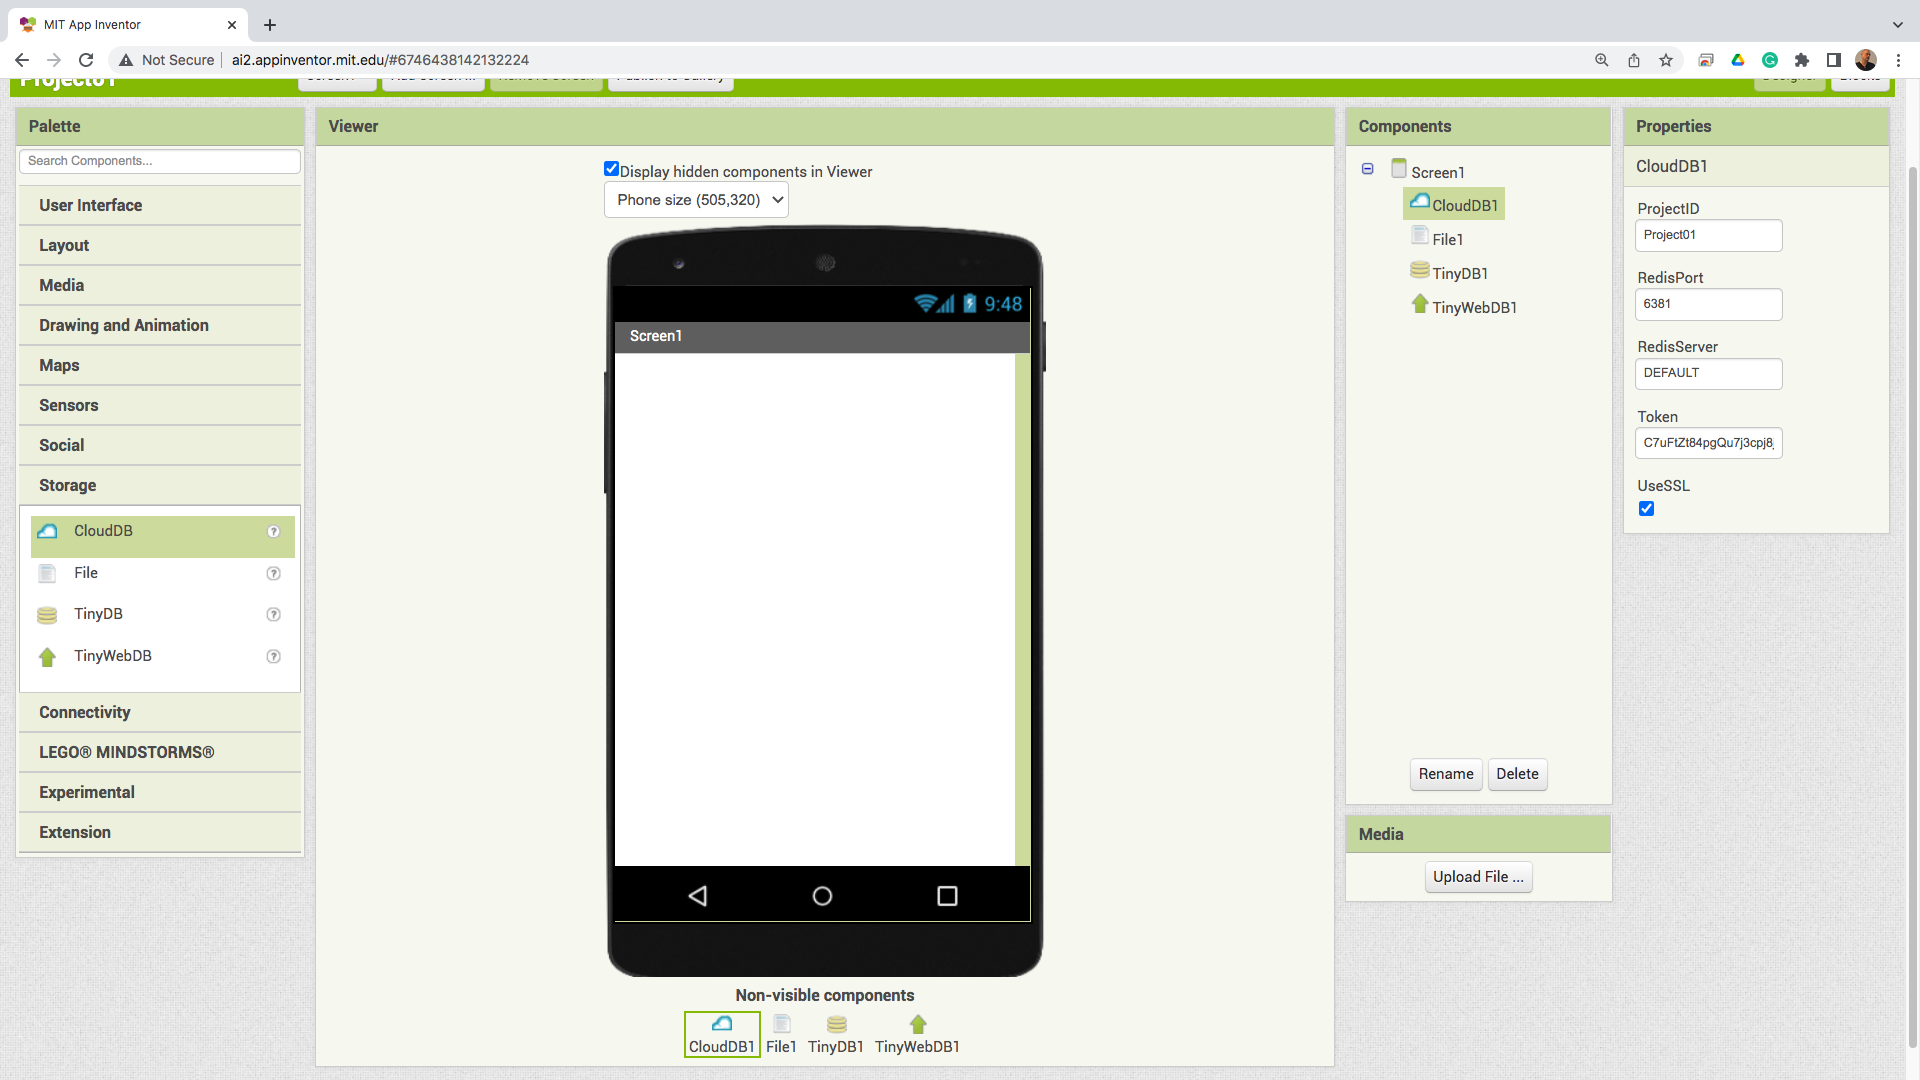 MIT App Inventor
Not Secure
ai2.appinventor.mit.edu/#6746438142132224
Project01
Palette
Search Components...
User Interface
Layout
Media
Drawing and Animation
Maps
Sensors
Social
Storage
CloudDB
File
TinyDB
TinyWebDB
Connectivity
LEGO® MINDSTORMS®
Experimental
Extension
Viewer
Display hidden components in Viewer
Phone size (505,320)
9:48
Screen1
Non-visible components
CloudDB1 File1 TinyDB1 TinyWebDB1
Components
Screen1
CloudDB1
File1
TinyDB1
TinyWebDB1
Rename Delete
Media
Upload File ...
Properties
CloudDB1
ProjectID
Project01
RedisPort
6381
RedisServer
DEFAULT
Token
C7uFtZt84pgQu7j3cpj8
UseSSL